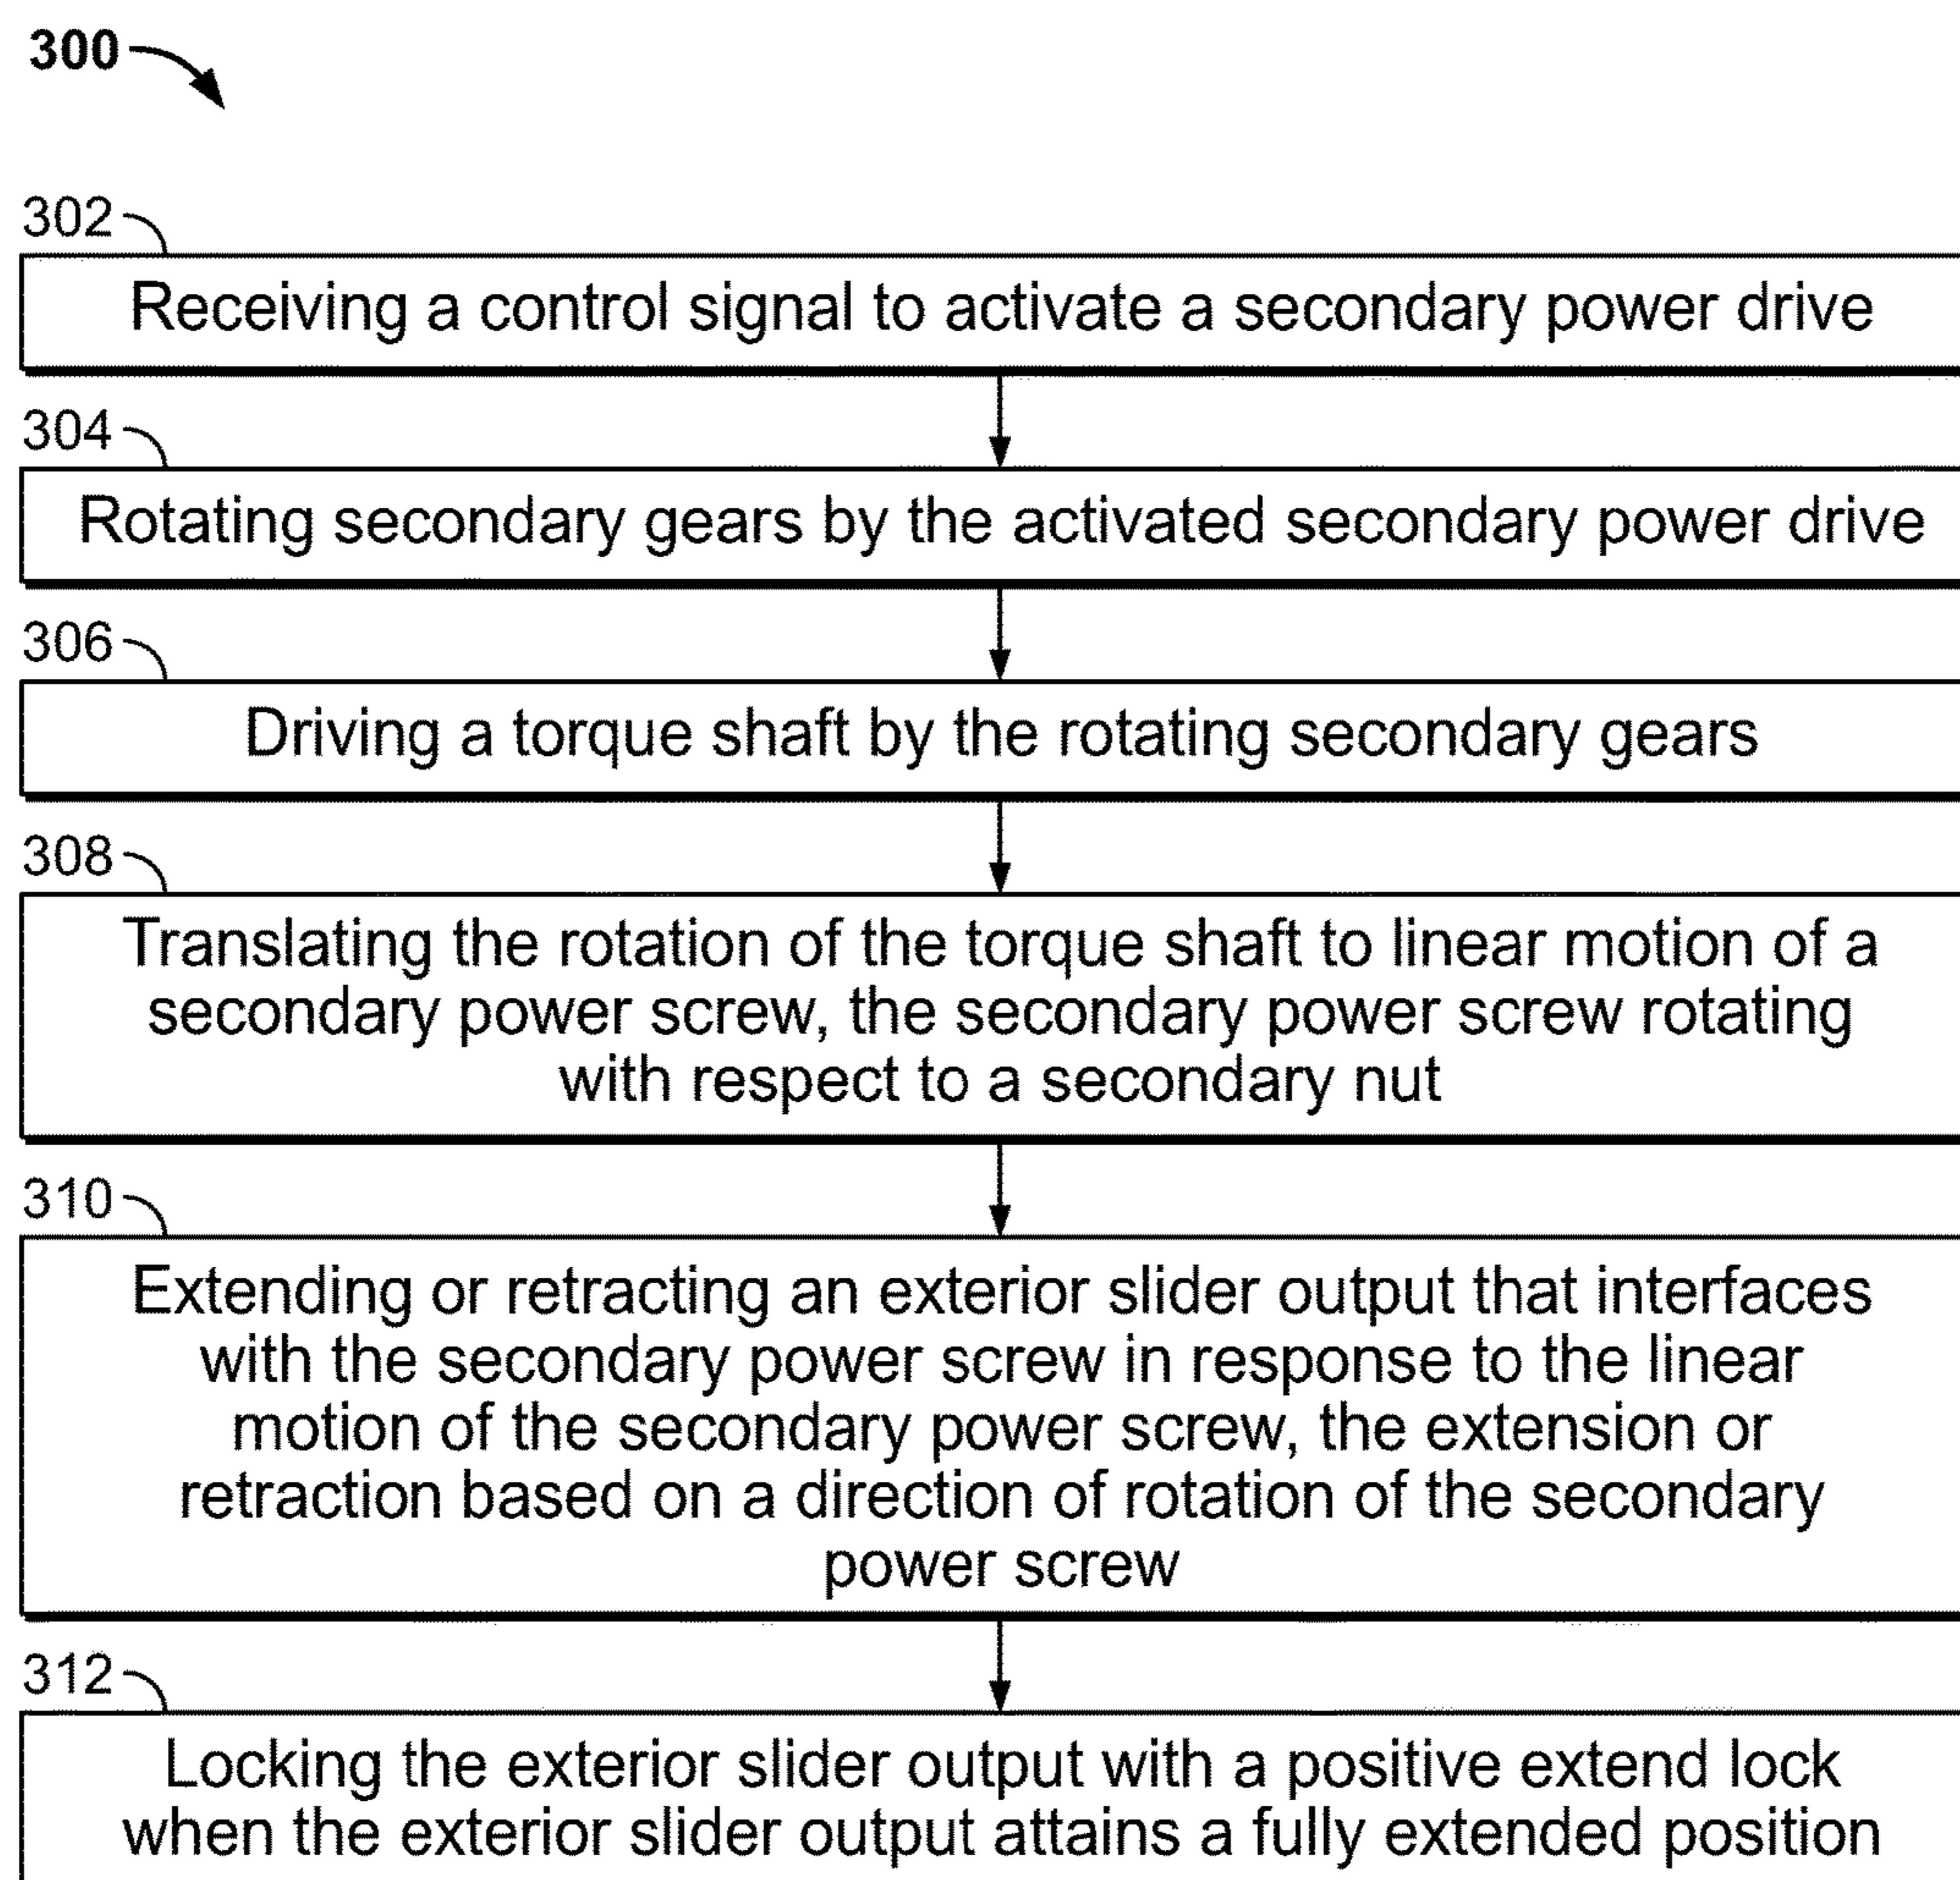 300
302
Receiving a control signal to activate a secondary power drive
304
Rotating secondary gears by the activated secondary power drive
306
Driving a torque shaft by the rotating secondary gears
308
Translating the rotation of the torque shaft to linear motion of a
secondary power screw, the secondary power screw rotating
with respect to a secondary nut
310
Extending or retracting an exterior slider output that interfaces
with the secondary power screw in response to the linear
motion of the secondary power screw, the extension or
retraction based on a direction of rotation of the secondary
power screw
312
Locking the exterior slider output with a positive extend lock
when the exterior slider output attains a fully extended position